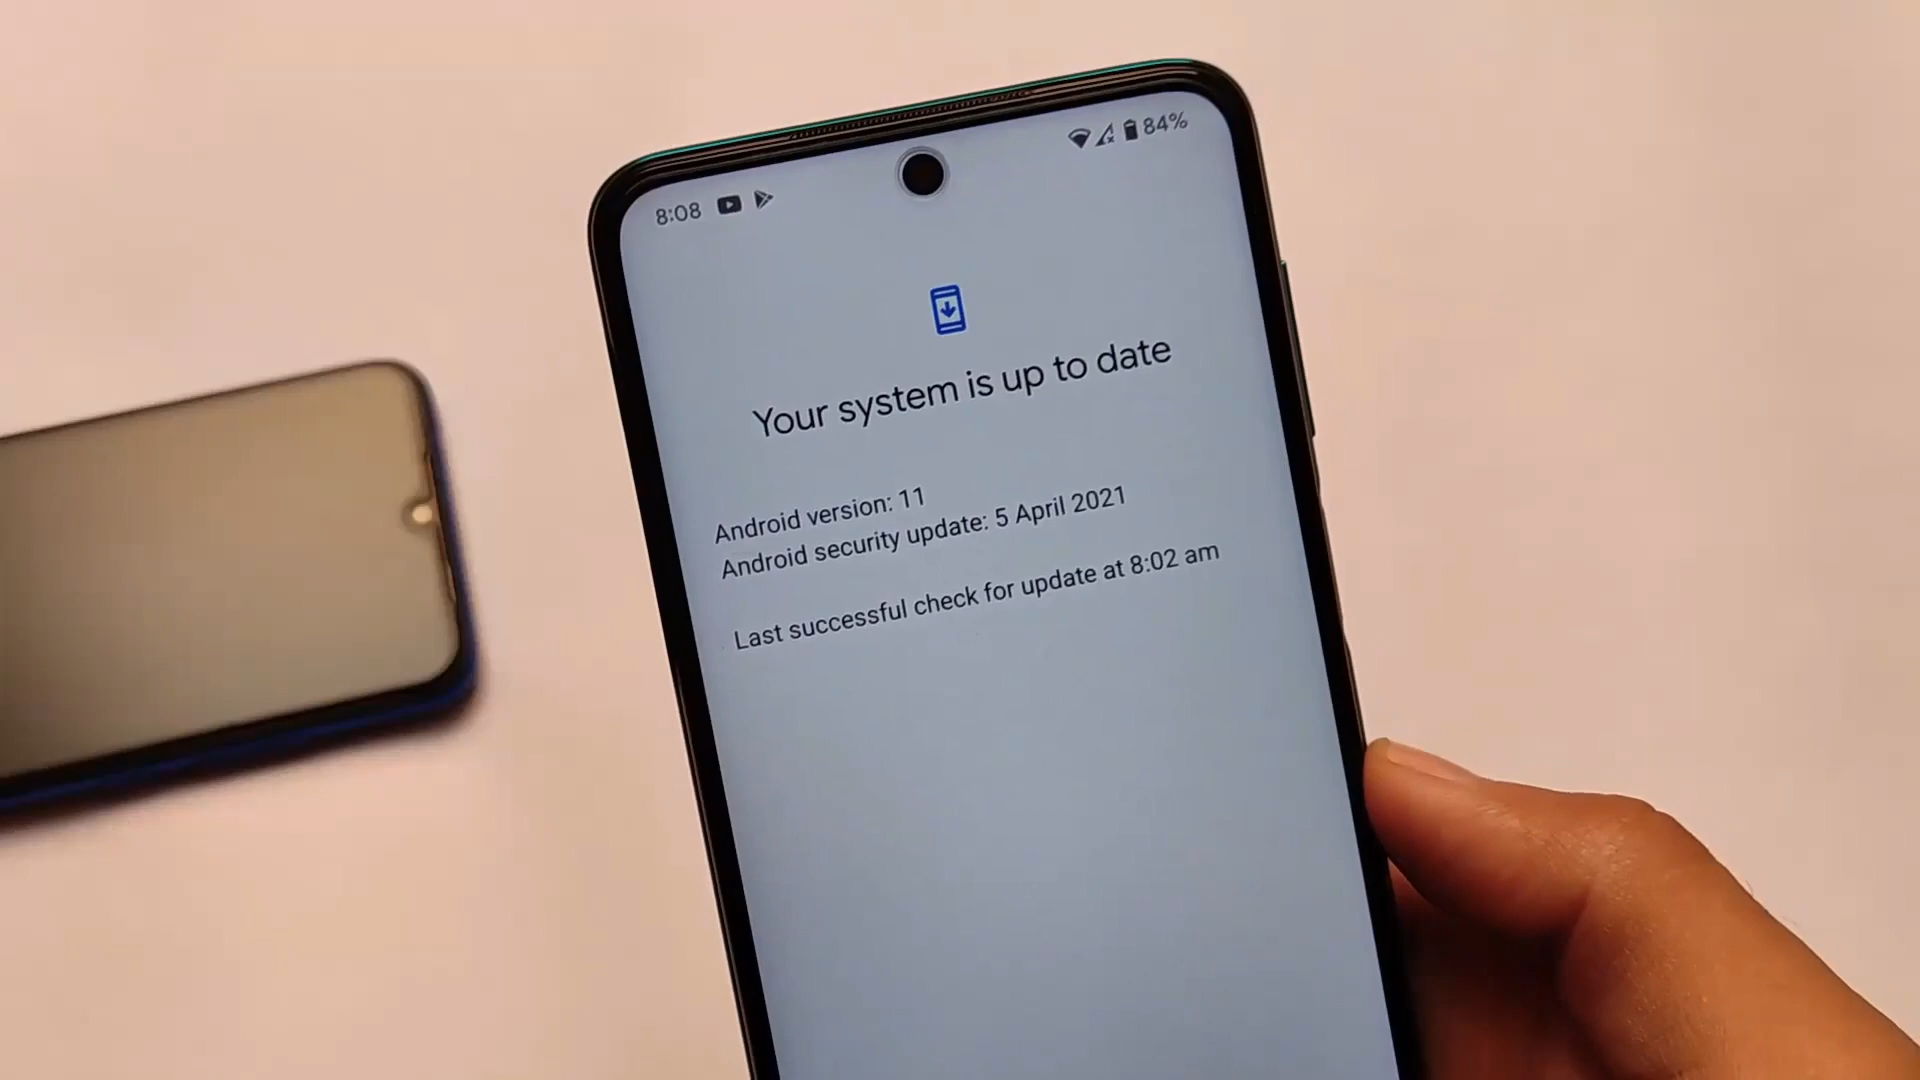 8:08
84%
Your system is up to date
Android version: 11
Android security update: 5 April 2021
Last successful check for update at 8:02 am